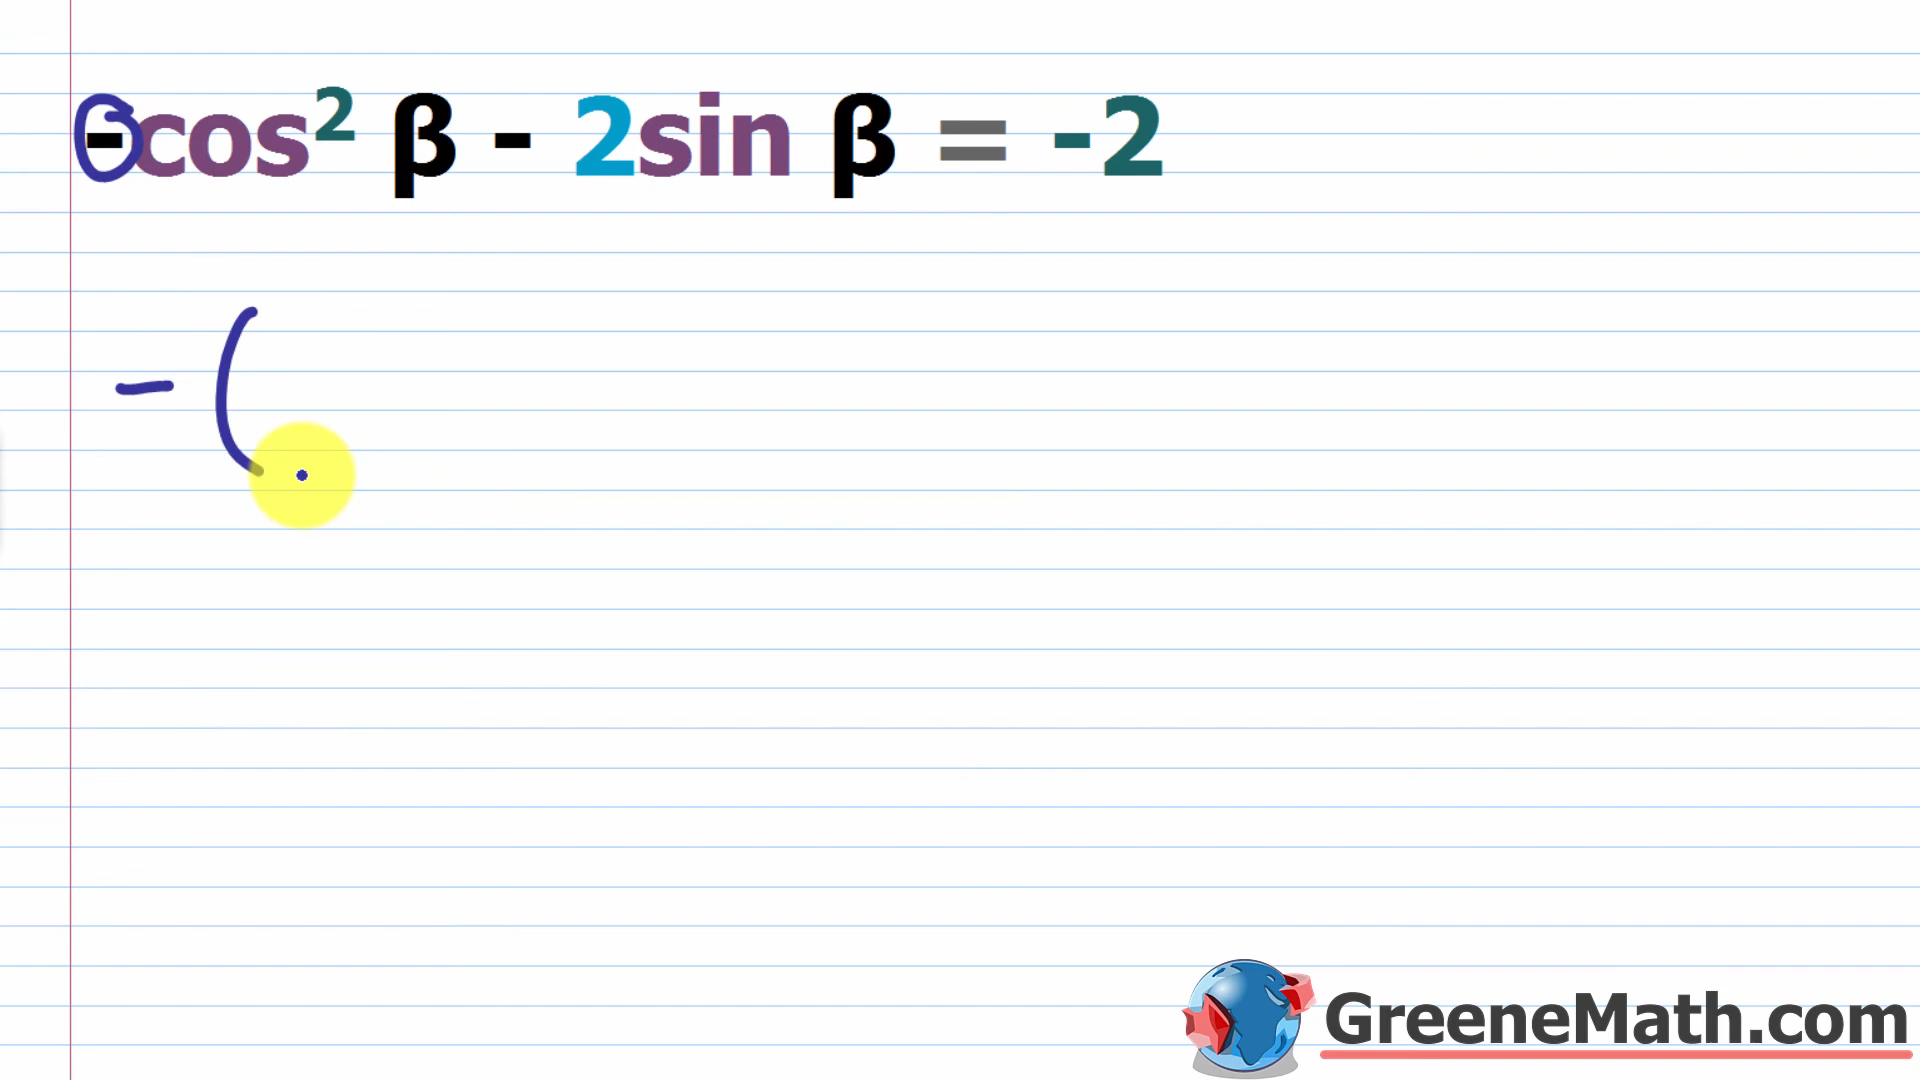 -cos² β - 2sin β = -2
- (
GreeneMath.com